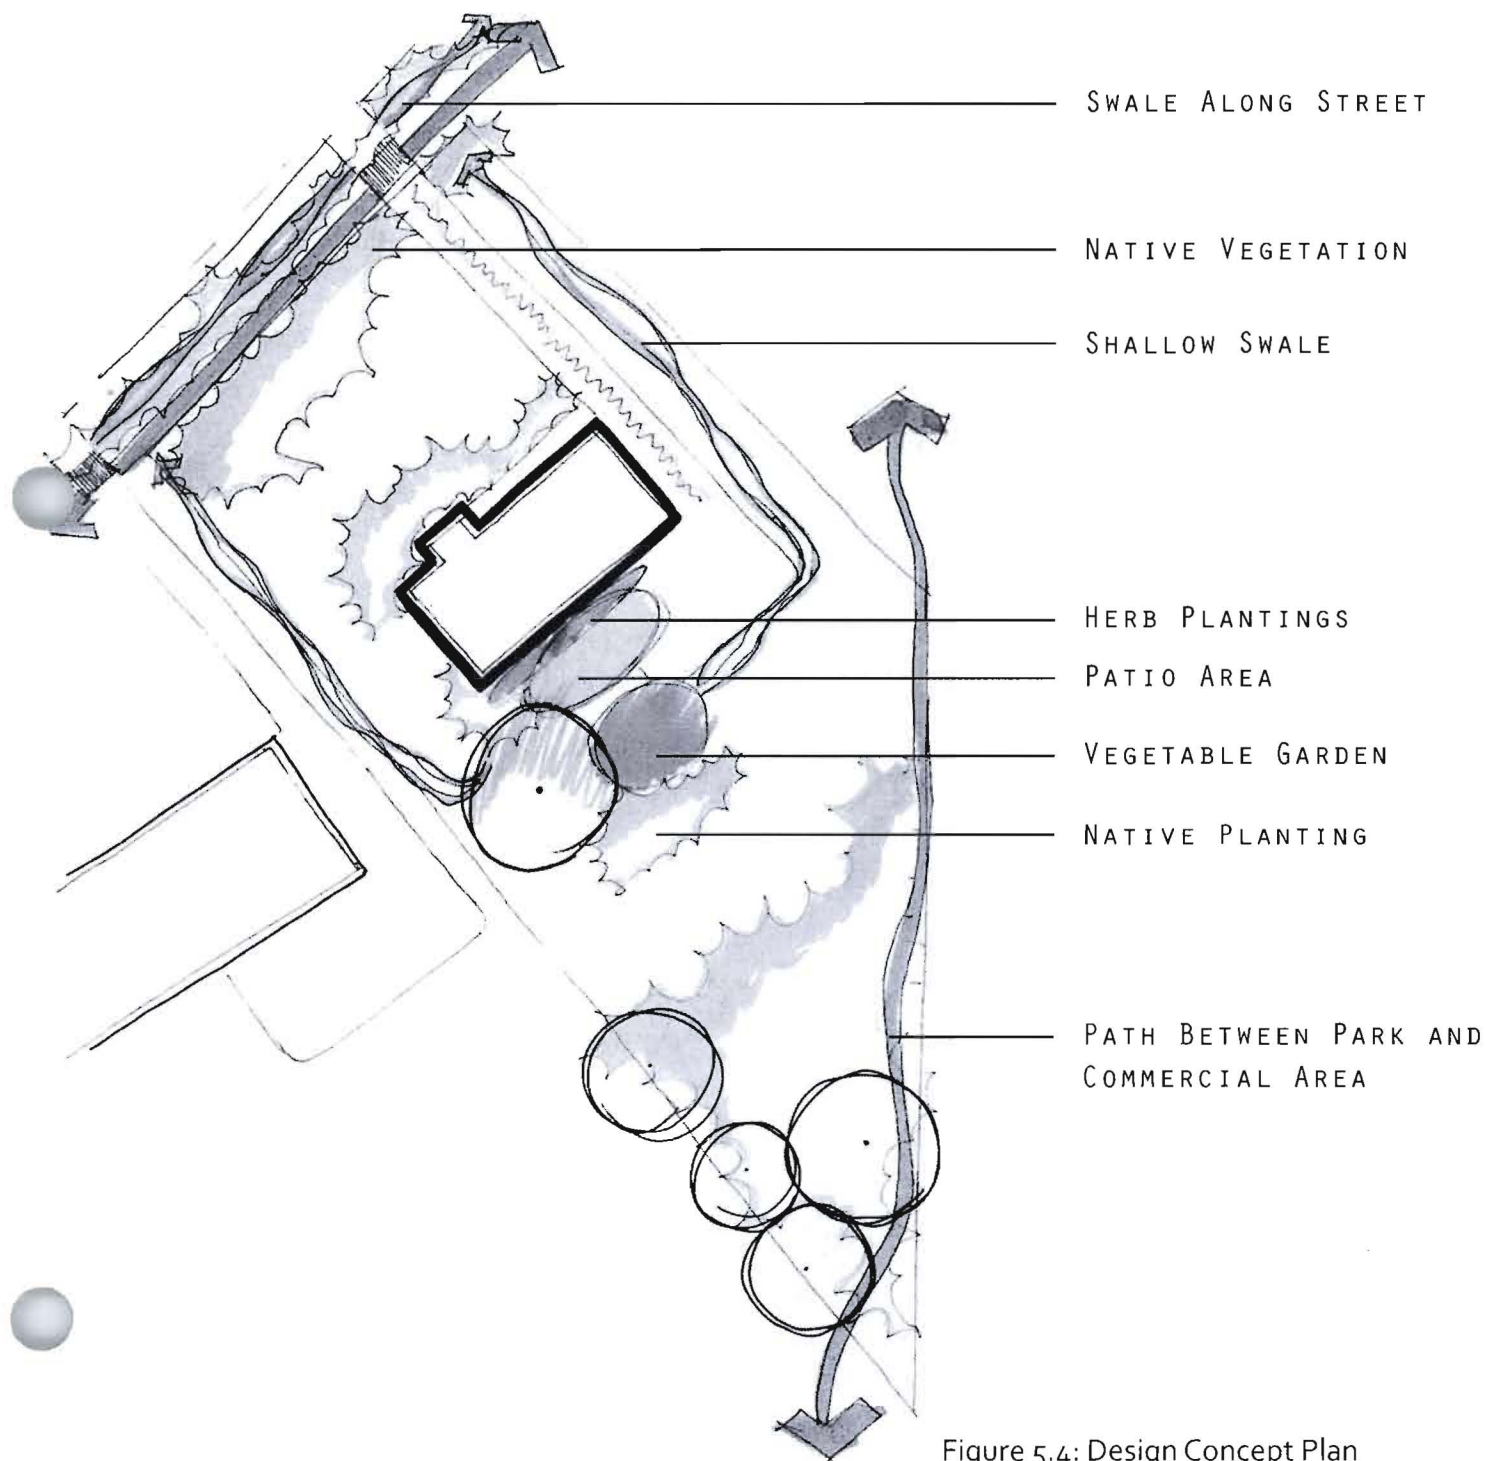 SWALE ALONG STREET
NATIVE VEGETATION
SHALLOW SWALE
HERB PLANTINGS
PATIO AREA
VEGETABLE GARDEN
NATIVE PLANTING
PATH BETWEEN PARK AND
COMMERCIAL AREA
Figure 5.4: Design Concept Plan